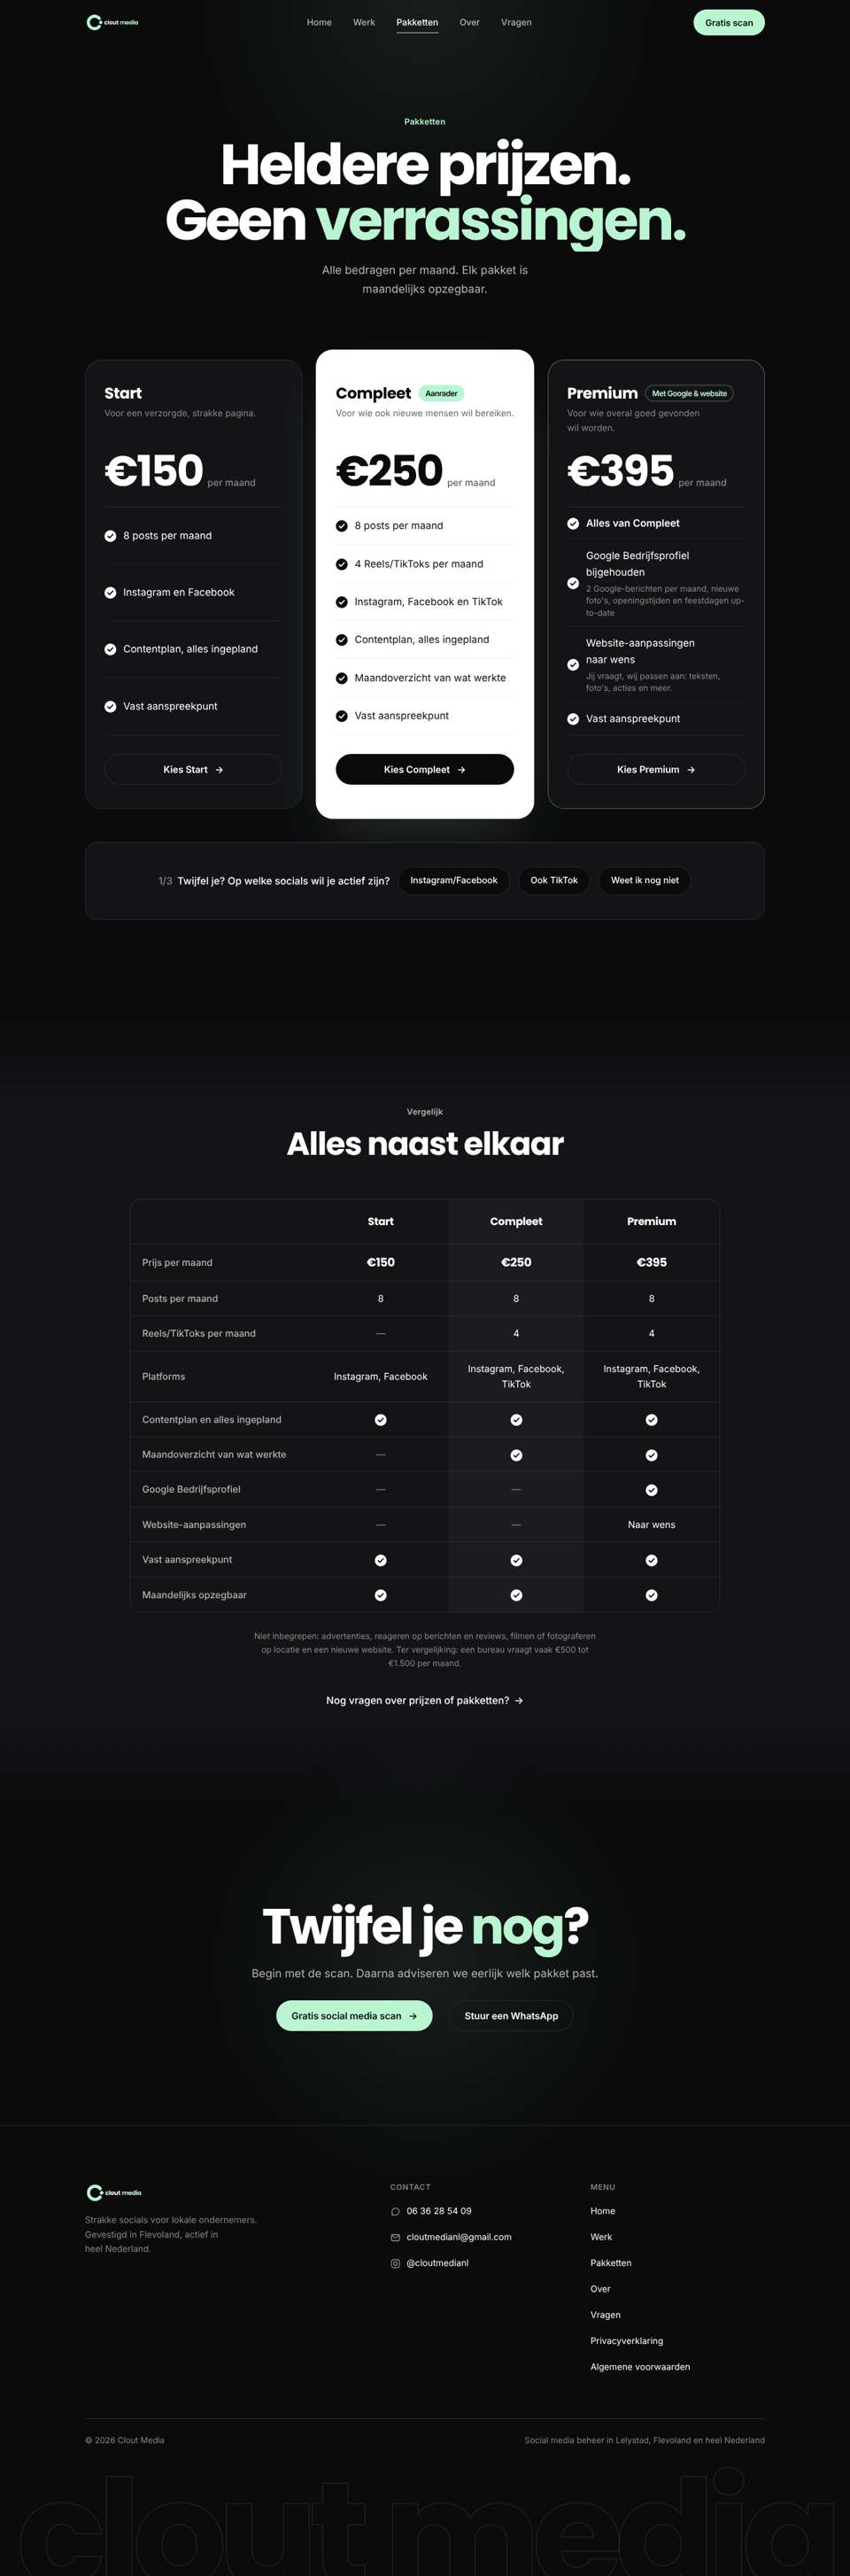 clout media
Home
Werk
Pakketten
Over
Vragen
Gratis scan
Pakketten
Heldere prijzen.
Geen verrassingen.
Alle bedragen per maand. Elk pakket is
maandelijks opzegbaar.
Start
Voor een verzorgde, strakke pagina.
€150 per maand
8 posts per maand
Instagram en Facebook
Contentplan, alles ingepland
Vast aanspreekpunt
Kies Start →
Compleet Aanrader
Voor wie ook nieuwe mensen wil bereiken.
€250 per maand
8 posts per maand
4 Reels/TikToks per maand
Instagram, Facebook en TikTok
Contentplan, alles ingepland
Maandoverzicht van wat werkte
Vast aanspreekpunt
Kies Compleet →
Premium Met Google & website
Voor wie overal goed gevonden
wil worden.
€395 per maand
Alles van Compleet
Google Bedrijfsprofiel
bijgehouden
2 Google-berichten per maand, nieuwe
foto's, openingstijden en feestdagen up-
to-date
Website-aanpassingen
naar wens
Jij vraagt, wij passen aan: teksten,
foto's, acties en meer.
Vast aanspreekpunt
Kies Premium →
1/3 Twijfel je? Op welke socials wil je actief zijn? Instagram/Facebook Ook TikTok Weet ik nog niet
Vergelijk
Alles naast elkaar
Start Compleet Premium
Prijs per maand €150 €250 €395
Posts per maand 8 8 8
Reels/TikToks per maand — 4 4
Platforms Instagram, Facebook Instagram, Facebook, TikTok Instagram, Facebook, TikTok
Contentplan en alles ingepland
Maandoverzicht van wat werkte —
Google Bedrijfsprofiel — —
Website-aanpassingen — — Naar wens
Vast aanspreekpunt
Maandelijks opzegbaar
Niet inbegrepen: advertenties, reageren op berichten en reviews, filmen of fotograferen
op locatie en een nieuwe website. Ter vergelijking: een bureau vraagt vaak €500 tot
€1.500 per maand.
Nog vragen over prijzen of pakketten? →
Twijfel je nog?
Begin met de scan. Daarna adviseren we eerlijk welk pakket past.
Gratis social media scan →
Stuur een WhatsApp
clout media
Strakke socials voor lokale ondernemers.
Gevestigd in Flevoland, actief in
heel Nederland.
CONTACT
06 36 28 54 09
cloutmedianl@gmail.com
@cloutmedianl
MENU
Home
Werk
Pakketten
Over
Vragen
Privacyverklaring
Algemene voorwaarden
© 2026 Clout Media
Social media beheer in Lelystad, Flevoland en heel Nederland
clout media